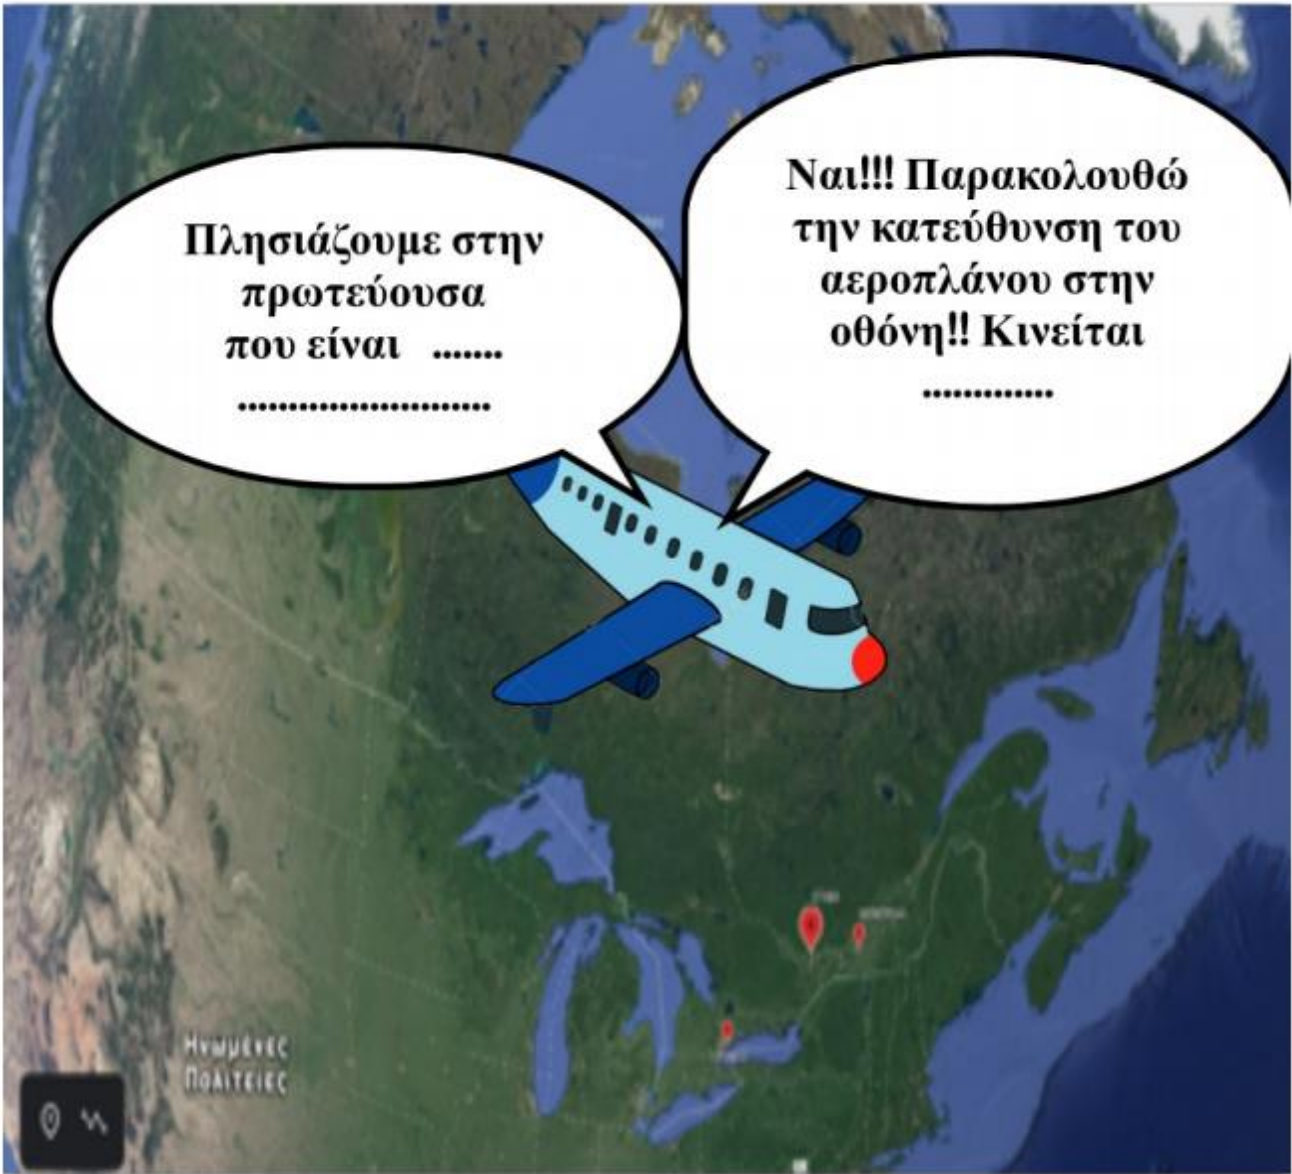 Πλησιάζουμε στην
πρωτεύουσα
που είναι .......
.........................
Ναι!!! Παρακολουθώ
την κατεύθυνση του
αεροπλάνου στην
οθόνη!! Κινείται
.............
Ηνωμένες
Πολιτείες